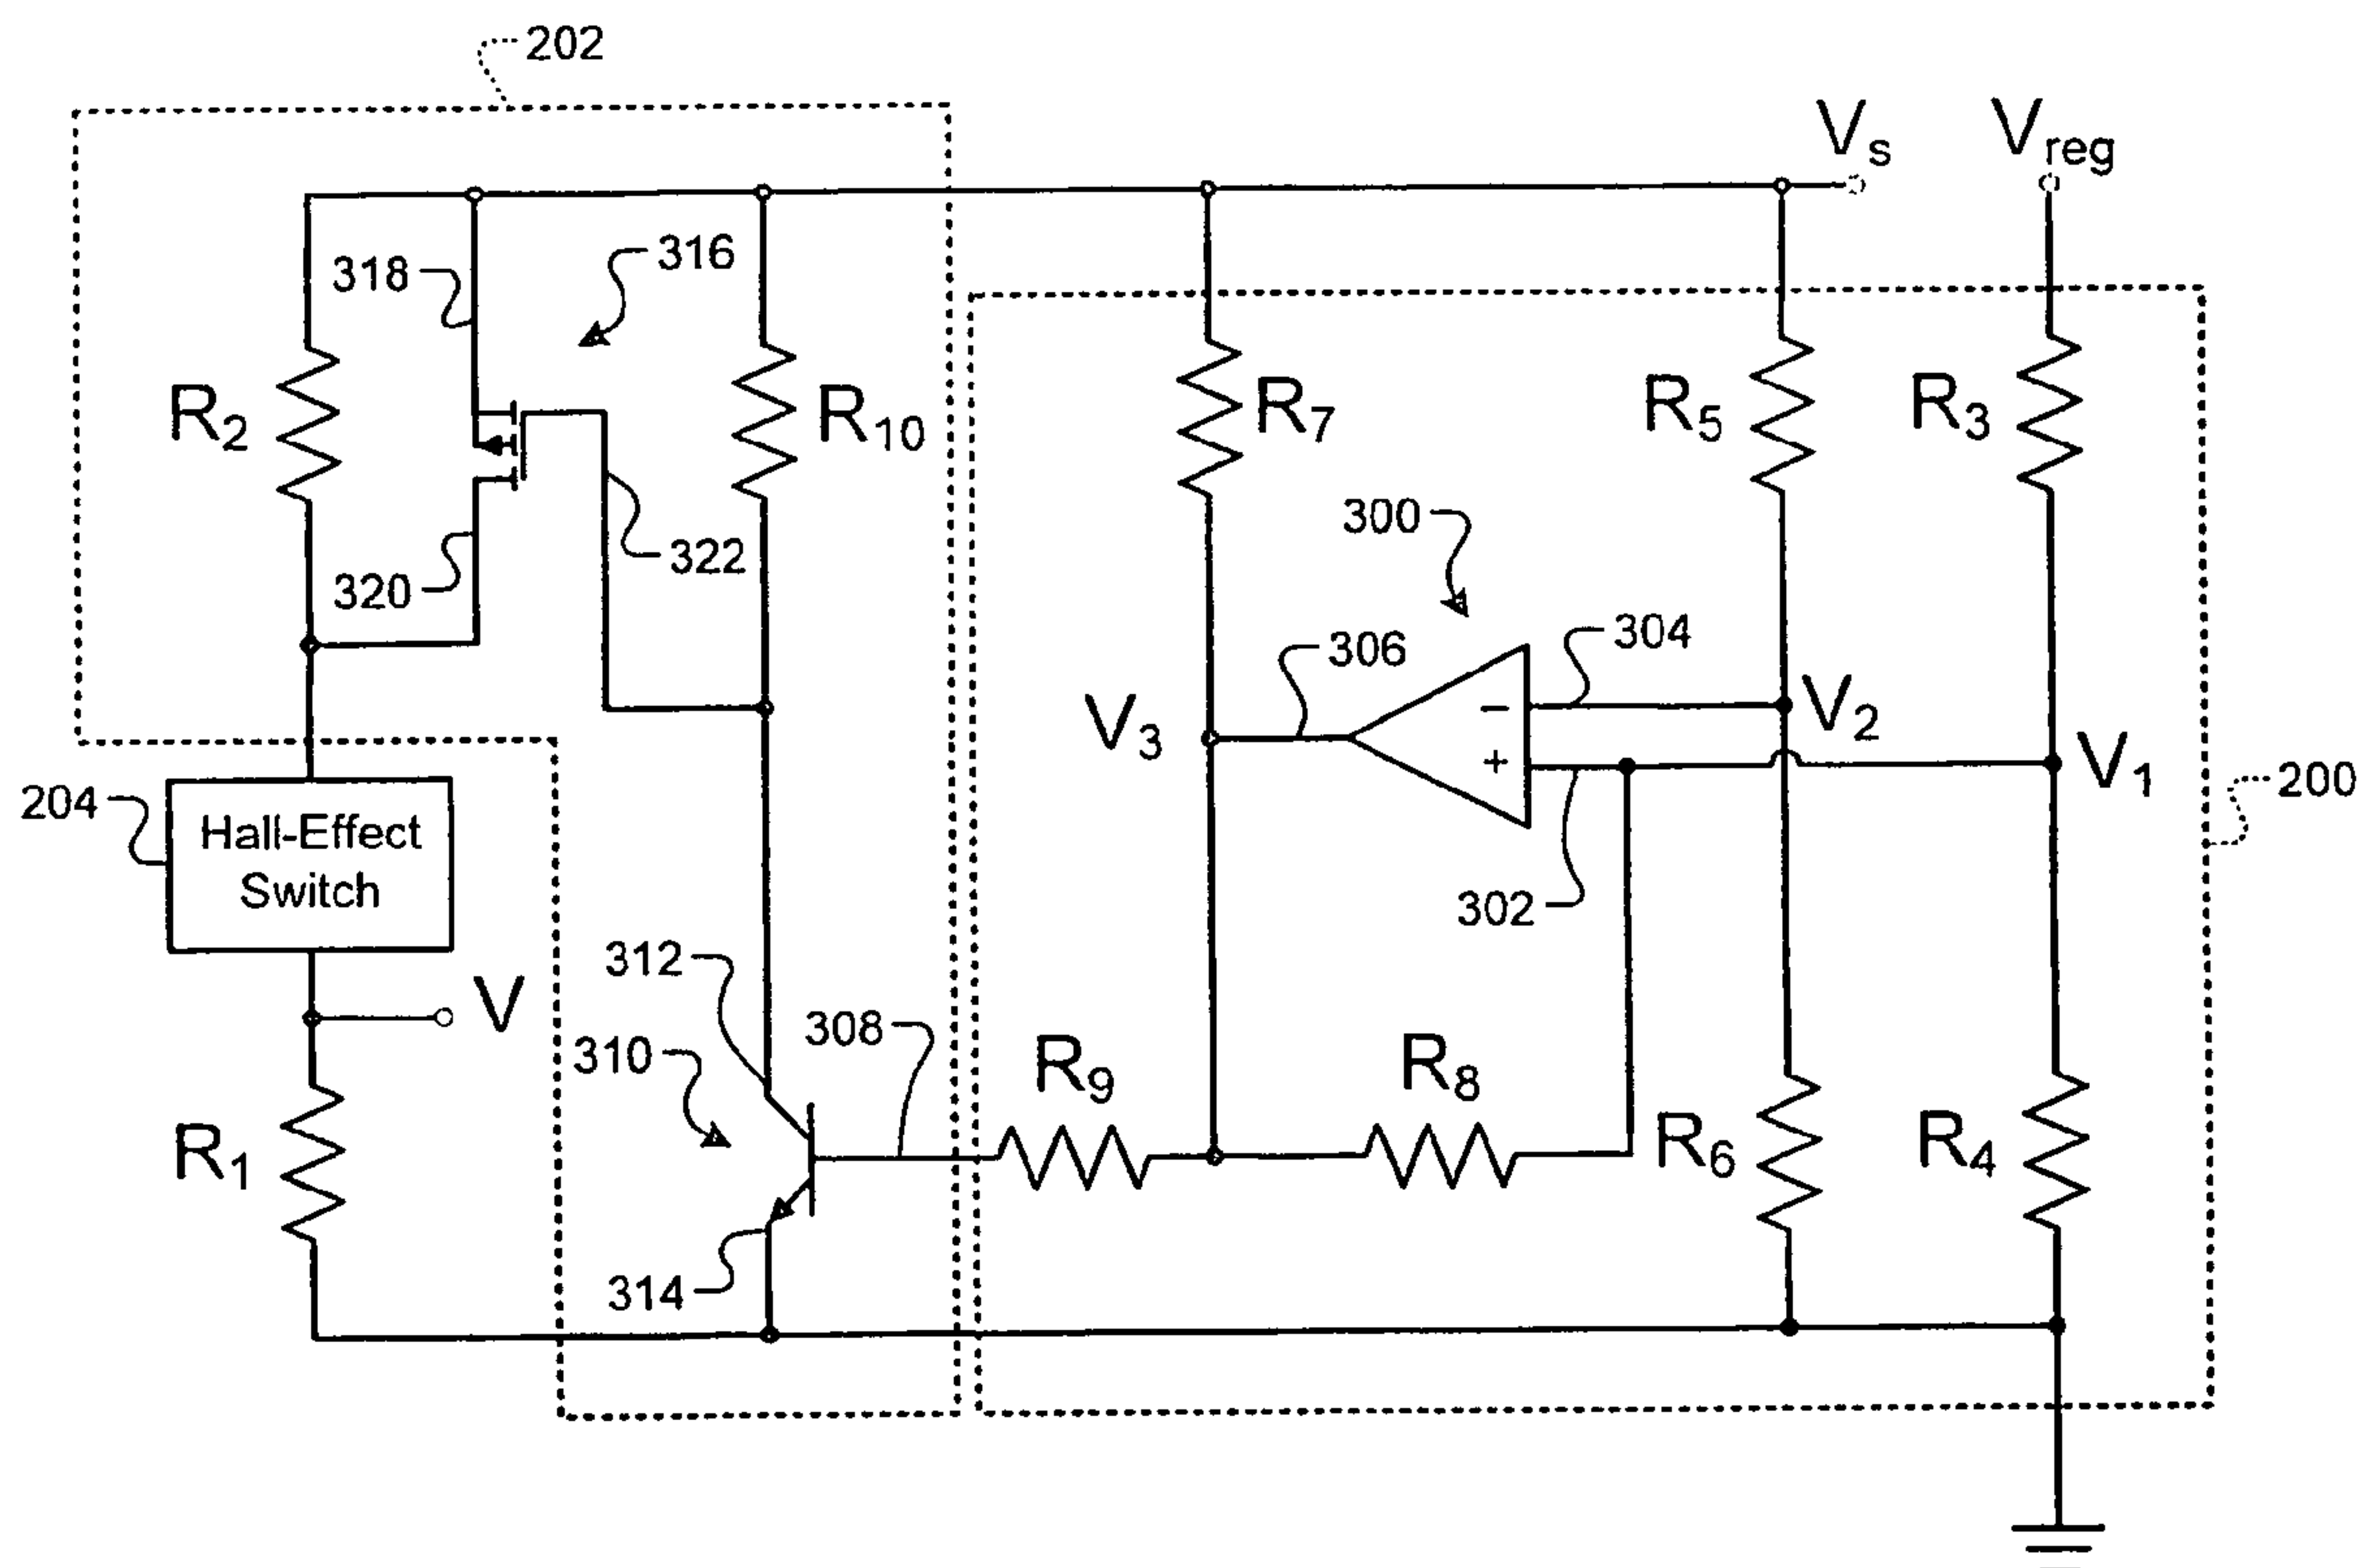 202
Vs
Vreg
316
318
R2
R10
R7
R5
R3
300
322
320
306
304
−
+
V3
V2
V1
200
204
Hall-Effect
Switch
302
V
312
308
310
R9
R8
R1
R6
R4
314